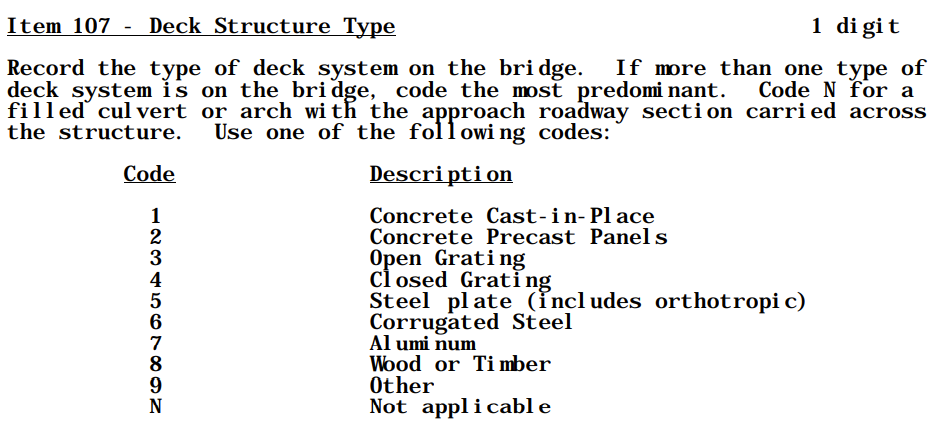 Item 107 - Deck Structure Type 1 digit
Record the type of deck system on the bridge. If more than one type of
deck system is on the bridge, code the most predominant. Code N for a
filled culvert or arch with the approach roadway section carried across
the structure. Use one of the following codes:
Code Description
1 Concrete Cast-in-Place
2 Concrete Precast Panels
3 Open Grating
4 Closed Grating
5 Steel plate (includes orthotropic)
6 Corrugated Steel
7 Aluminum
8 Wood or Timber
9 Other
N Not applicable